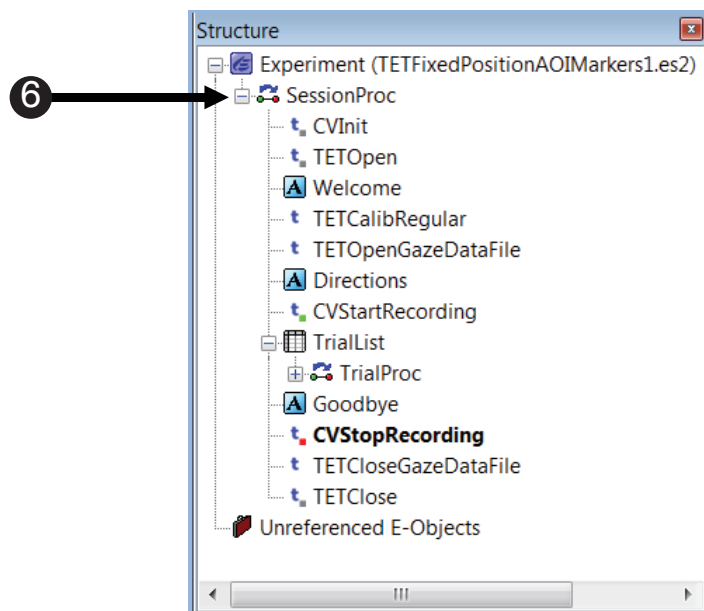 Structure
Experiment (TETFixedPositionAOIMarkers1.es2)
6
SessionProc
CVInit
TETOpen
A Welcome
TETCalibRegular
TETOpenGazeDataFile
A Directions
CVStartRecording
TrialList
TrialProc
A Goodbye
CVStopRecording
TETCloseGazeDataFile
TETClose
Unreferenced E-Objects